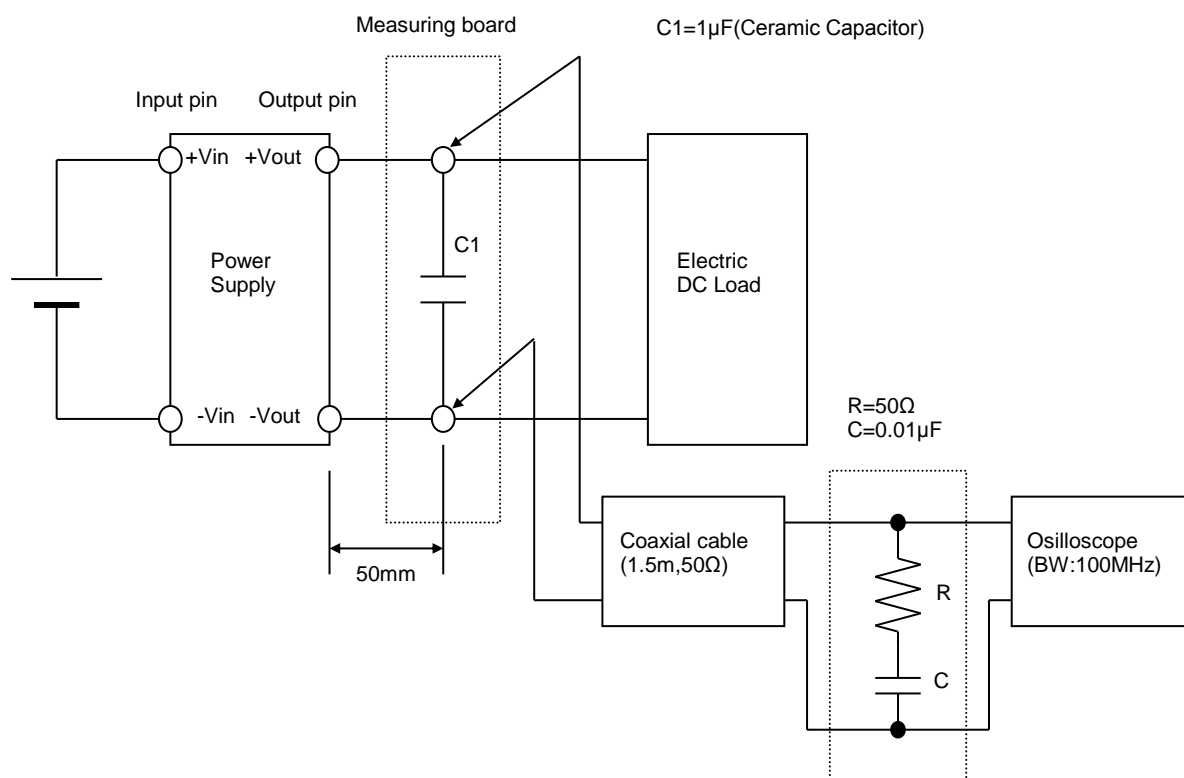 Measuring board
C1=1µF(Ceramic Capacitor)
Input pin
Output pin
+Vin
+Vout
C1
Power
Supply
Electric
DC Load
-Vin
-Vout
R=50Ω
C=0.01µF
50mm
Coaxial cable
(1.5m,50Ω)
R
C
Osilloscope
(BW:100MHz)